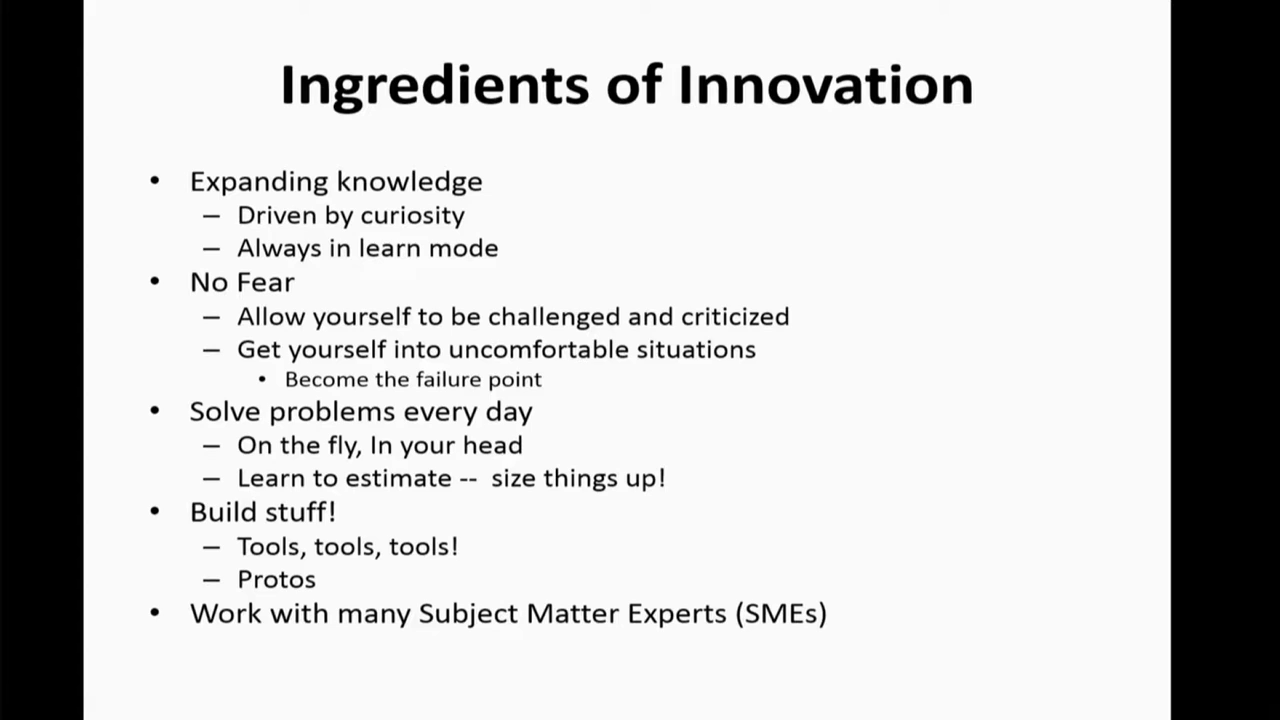 Ingredients of Innovation
• Expanding knowledge
– Driven by curiosity
– Always in learn mode
• No Fear
– Allow yourself to be challenged and criticized
– Get yourself into uncomfortable situations
• Become the failure point
• Solve problems every day
– On the fly, In your head
– Learn to estimate --  size things up!
• Build stuff!
– Tools, tools, tools!
– Protos
• Work with many Subject Matter Experts (SMEs)